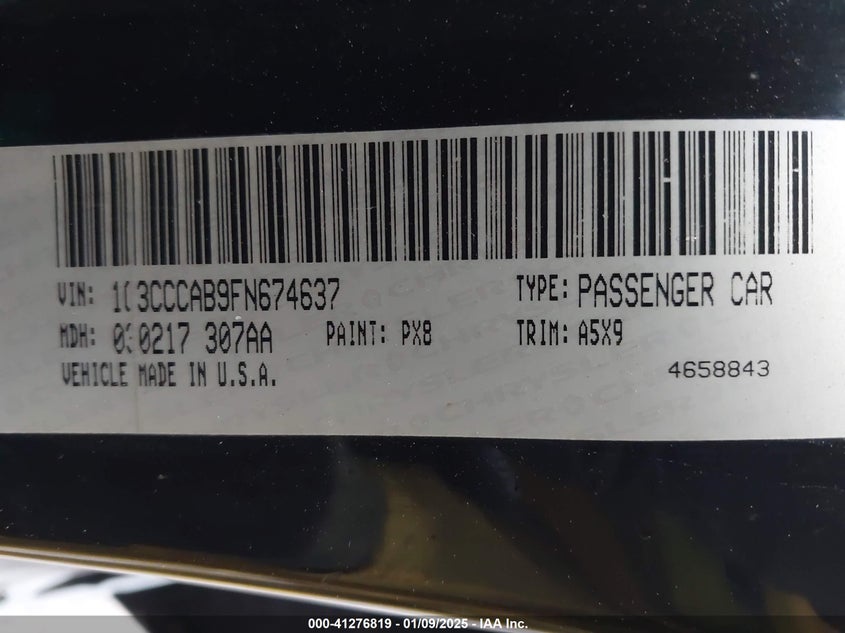 VIN: 1C3CCCAB9FN674637 TYPE: PASSENGER CAR
MDH: 030217 307AA PAINT: PX8 TRIM: A5X9
VEHICLE MADE IN U.S.A. 4658843
000-41276819 - 01/09/2025 - IAA Inc.